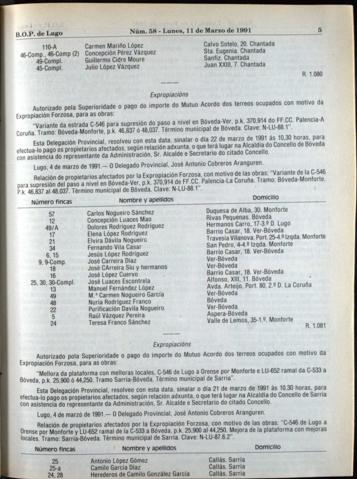 B.O.P. de Lugo Núm. 58 - Lunes, 11 de Marzo de 1991 5
110-A Carmen Mariño López Calvo Sotelo, 20. Chantada
46-Comp., 46-Comp (2) Concepción Pérez Vázquez Sta. Eugenia. Chantada
49-Compl. Guillermo Cidre Moure Sanfiz. Chantada
45-Compl. Julio López Vázquez Juan XXIII, 7. Chantada
R. 1.080
Expropiacións
Autorizado pela Superioridade o pago do importe do Mutuo Acordo dos terreos ocupados con motivo da
Expropiación Forzosa, para as obras:
"Variante da estrada C-546 para supresión do paso a nivel en Bóveda-Ver, p.k. 370,914 do FF.CC. Palencia-A
Coruña. Tramo: Bóveda-Monforte, p.k. 46,837 ó 48,037. Término municipal de Bóveda. Clave: N-LU-88.1".
Esta Delegación Provincial, resolveu con esta data, sinalar o día 22 de marzo de 1991 ás 10,30 horas, para
efectua-lo pago os propietarios afectados, según relación adxunta, o que terá lugar na Alcaldía do Concello de Bóveda
con asistencia do representante da Administración, Sr. Alcalde e Secretario do citado Concello.
Lugo, 4 de marzo de 1991.— O Delegado Provincial, José Antonio Cobreros Aranguren.
Relación de propietarios afectados por la Expropiación Forzosa, con motivo de las obras: "Variante de la C-546
para supresión del paso a nivel en Bóveda-Ver, p.k. 370,914 de FF.CC. Palencia-La Coruña. Tramo: Bóveda-Monforte.
P.k. 46,837 al 48,037. Término municipal de Bóveda. Clave: N-LU-88.1".
Número fincas Nombre y apellidos Domicilio
57 Carlos Nogueiro Sánchez Duquesa de Alba, 30. Monforte
12 Concepción Luaces Mao Rivas Pequenas. Bóveda
49/A Dolores Rodríguez Rodríguez Hermanos Carro, 17-3.º D. Lugo
17 Elena López Rodríguez Barrio Casar, 18. Ver-Bóveda
21 Elvira Dávila Nogueiro Travesía Vilanova, Port.25-4.º Izqda. Monforte
34 Fernando Vila Casar San Pedro, 4-4.º Izqda. Monforte
6, 15 Jesús López Rodríguez Barrio Casar, 18. Ver-Bóveda
9, 9-Comp. José Carreira Díaz Ver-Bóveda
18 José CArreira Siu y hermanos Ver-Bóveda
16 José López Cuervo Barrio Casar, 18. Ver-Bóveda
25, 30, 30-Compl. José Luaces Escontrela Alfonso, XIII, 11. Bóveda
13 Manuel Fernández López Avda. Arteijo, Port. 80, 2.º D. La Coruña
49 M.ª Carmen Nogueiro García Ver-Bóveda
48 Nuria Rodríguez Franco Bóveda
22 Purificación Davila Nogueiro Ver-Bóveda
5 Raúl Vázquez Pereira Aspera-Bóveda
24 Teresa Franco Sánchez Valle de Lemos, 35-1.º. Monforte
R. 1.081
Expropiacións
Autorizado pola Superioridade o pago do importe do Mutuo Acordo dos terreos ocupados con motivo da
Expropiación Forzosa, para as obras:
"Mellora da plataforma con melloras locales. C-546 de Lugo a Orense por Monforte e LU-652 ramal da C-533 a
Bóveda, p.k. 25,900 ó 44,250. Tramo Sarria-Bóveda. Término municipal de Sarria".
Esta Delegación Provincial, resolveu con esta data, sinalar o día 21 de marzo de 1991 ás 10,30 horas, para
efectua-lo pago os propietarios afectados, según relación adxunta, o que terá lugar na Alcaldía do Concello de Sarria
con asistencia do representante da Administración, Sr. Alcalde e Secretario do citado Concello.
Lugo, 4 de marzo de 1991.— O Delegado Provincial, José Antonio Cobreros Aranguren.
Relación de propietarios afectados por la Expropiación Forzosa, con motivo de las obras: "C-546 de Lugo a
Orense por Monforte y LU-652 ramal de la C-533 a Bóveda, p.k. 25,900 al 44,250. Mejora de la plataforma con mejoras
locales. Tramo: Sarria-Bóveda. Término municipal de Sarria. Clave: N-LU-87.6.2".
Número fincas Nombre y apellidos Domicilio
25 Antonio López Gómez Callás. Sarria
25-a Camilo García Díaz Callás. Sarria
24, 28 Herederos de Camilo González García Callás. Sarria